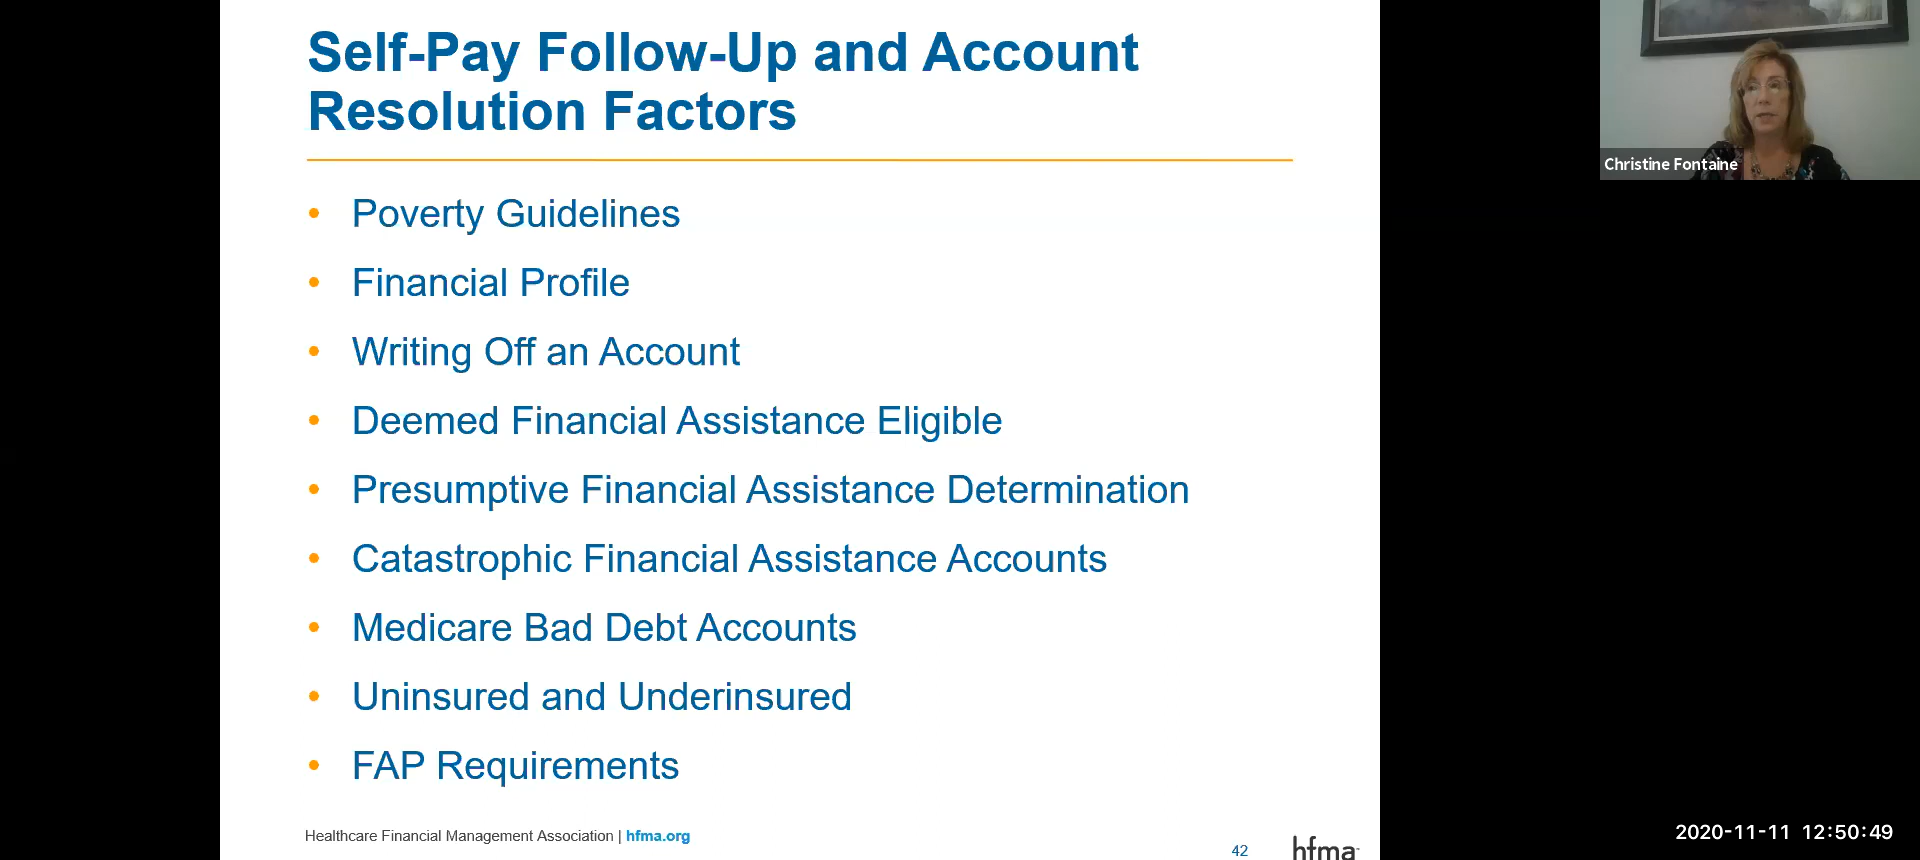 Self-Pay Follow-Up and Account
Resolution Factors
• Poverty Guidelines
• Financial Profile
• Writing Off an Account
• Deemed Financial Assistance Eligible
• Presumptive Financial Assistance Determination
• Catastrophic Financial Assistance Accounts
• Medicare Bad Debt Accounts
• Uninsured and Underinsured
• FAP Requirements
Healthcare Financial Management Association | hfma.org
42
hfma
Christine Fontaine
2020-11-11 12:50:49